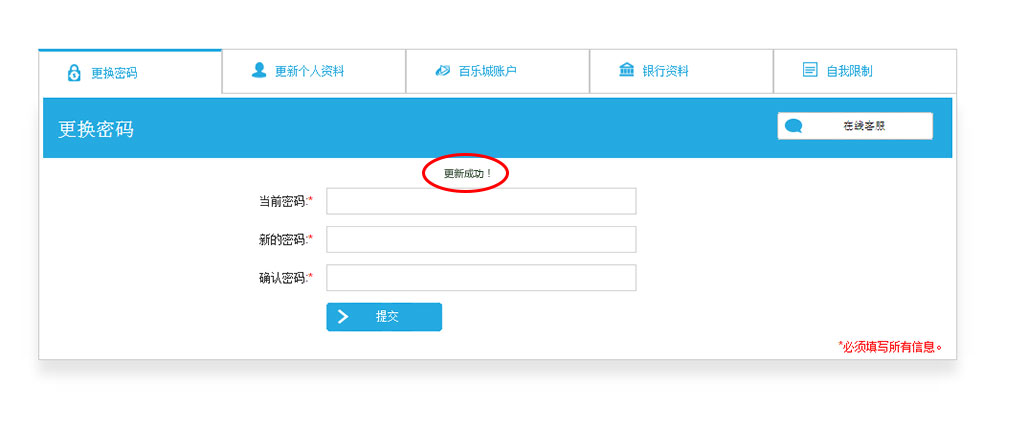 更换密码
更新个人资料
百乐城账户
银行资料
自我限制
更换密码
在线客服
更新成功！
当前密码:*
新的密码:*
确认密码:*
提交
*必须填写所有信息。